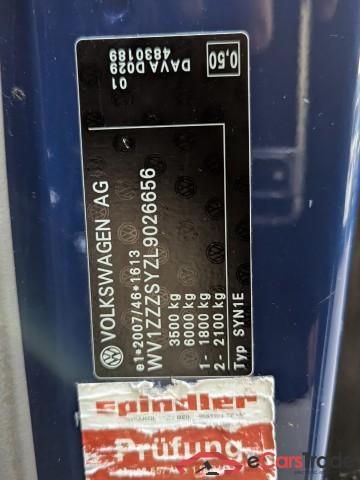 VOLKSWAGEN AG
e1*2007/46*1613
WV1ZZZSYZL9026656
3500 kg
6000 kg
1- 1800 kg
2- 2100 kg
Typ SYN1E
01
DAVA D029
4830189
0,50
Spindler
Prüfung
eCarsTrade